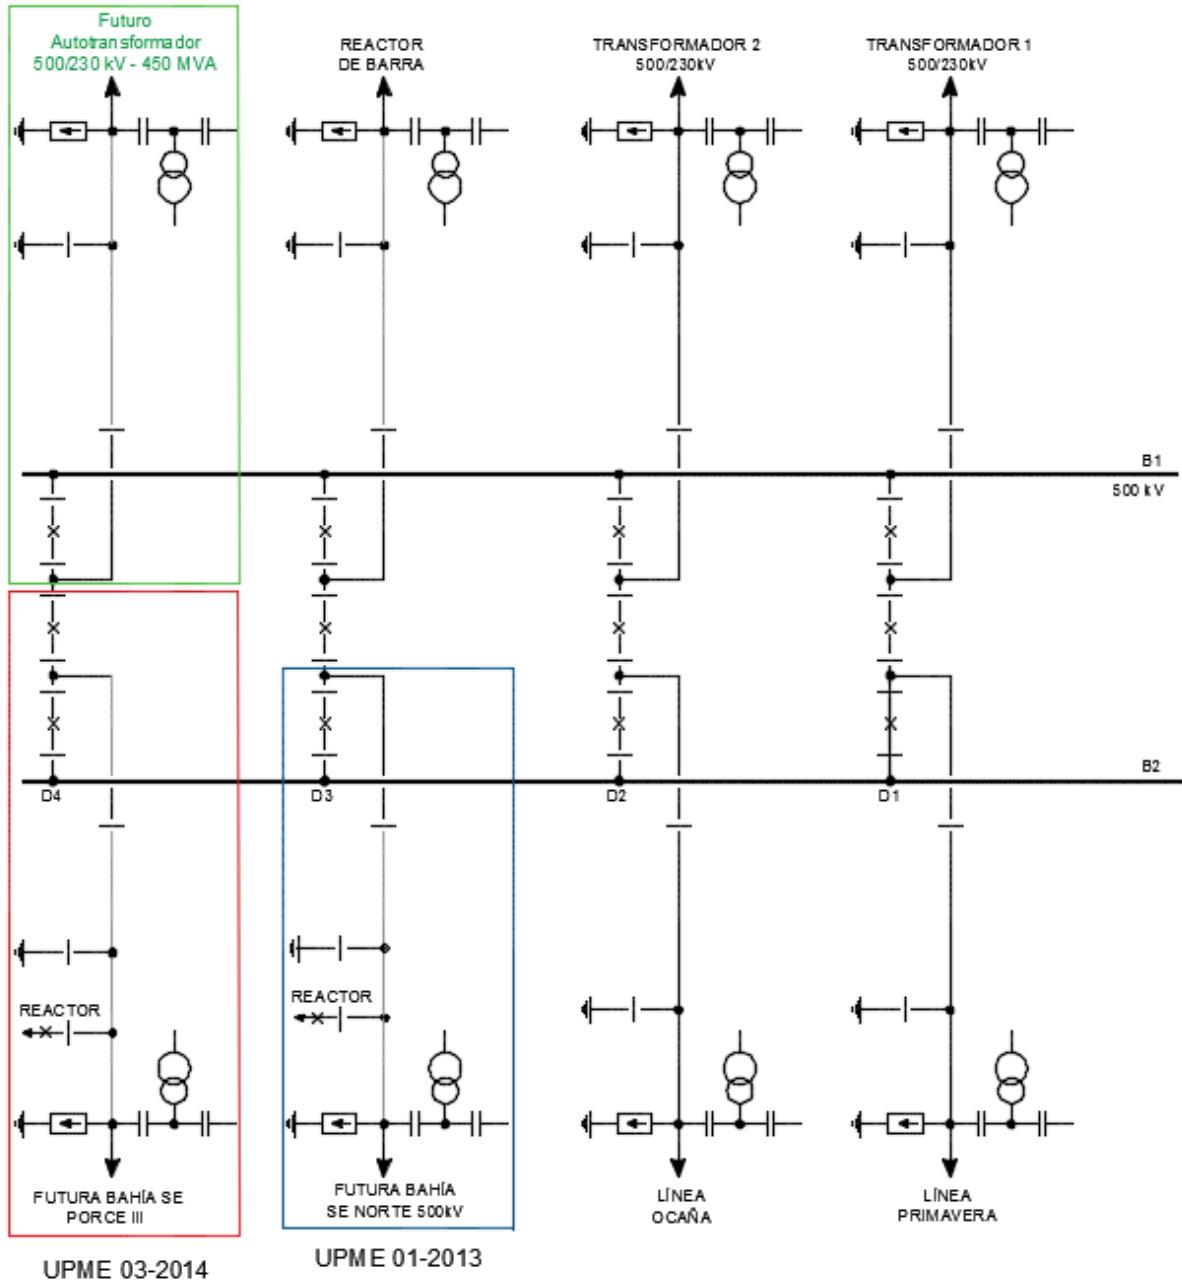 Futuro
Autotransformador
500/230 kV - 450 MVA
REACTOR
DE BARRA
TRANSFORMADOR 2
500/230kV
TRANSFORMADOR 1
500/230kV
B1
500 kV
B2
D4
D3
D2
D1
REACTOR
REACTOR
FUTURA BAHÍA SE
PORCE III
FUTURA BAHÍA
SE NORTE 500kV
LÍNEA
OCAÑA
LÍNEA
PRIMAVERA
UPME 03-2014
UPME 01-2013